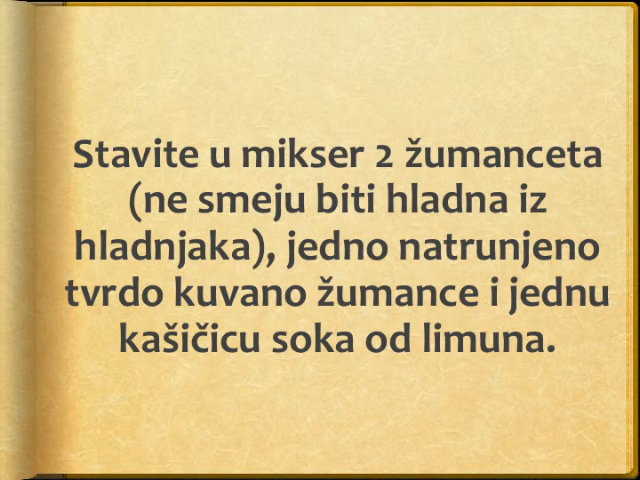 Stavite u mikser 2 žumanceta
(ne smeju biti hladna iz
hladnjaka), jedno natrunjeno
tvrdo kuvano žumance i jednu
kašičicu soka od limuna.